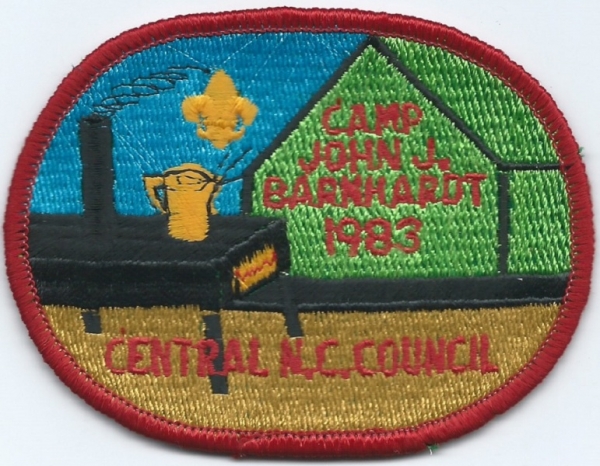 CAMP
JOHN J.
BARNHARDT
1983
CENTRAL N.C. COUNCIL